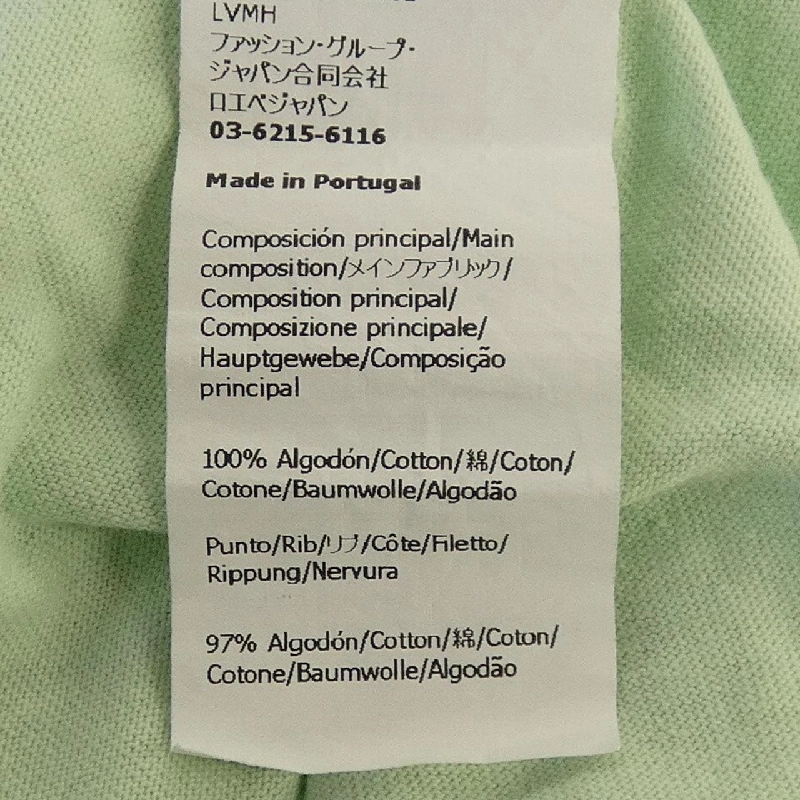 LVMH
ファッション・グループ・
ジャパン合同会社
ロエベジャパン
03-6215-6116
Made in Portugal
Composición principal/Main
composition/メインファブリック/
Composition principal/
Composizione principale/
Hauptgewebe/Composição
principal
100% Algodón/Cotton/綿/Coton/
Cotone/Baumwolle/Algodão
Punto/Rib/リブ/Côte/Filetto/
Rippung/Nervura
97% Algodón/Cotton/綿/Coton/
Cotone/Baumwolle/Algodão